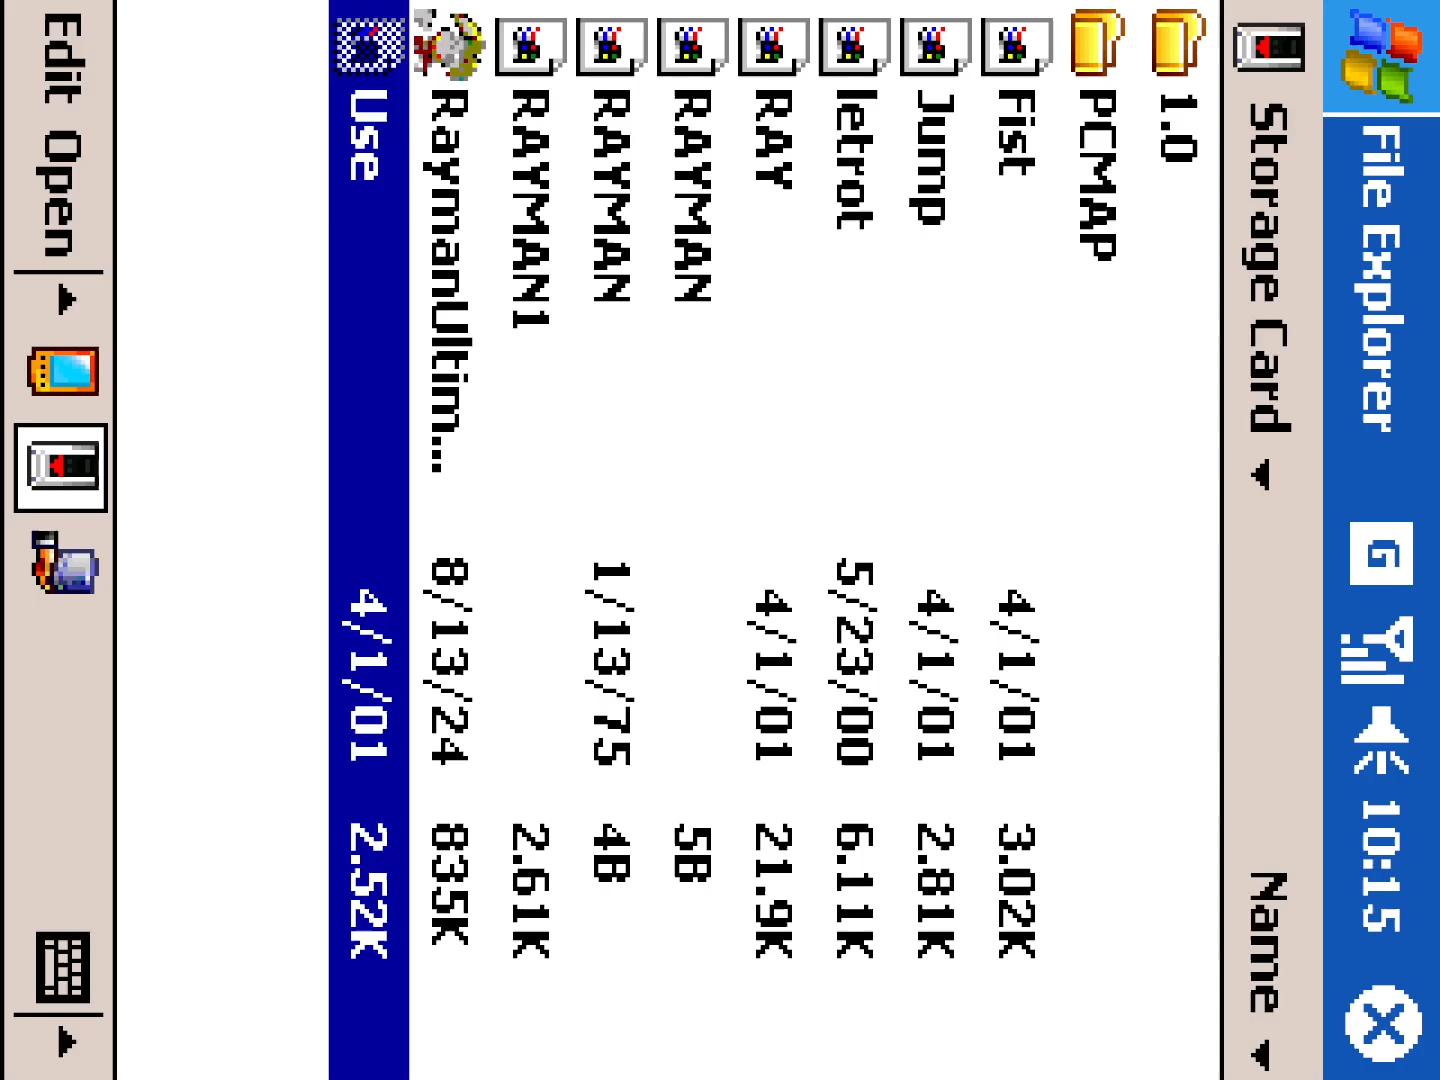 File Explorer G 10:15
Storage Card Name
1.0
PCMAP
Fist 4/1/01 3.02K
Jump 4/1/01 2.81K
letrot 5/23/00 6.11K
RAY 4/1/01 21.9K
RAYMAN 5B
RAYMAN 1/13/75 4B
RAYMAN1 2.61K
RaymanUltim... 8/13/24 835K
Use 4/1/01 2.52K
Edit Open